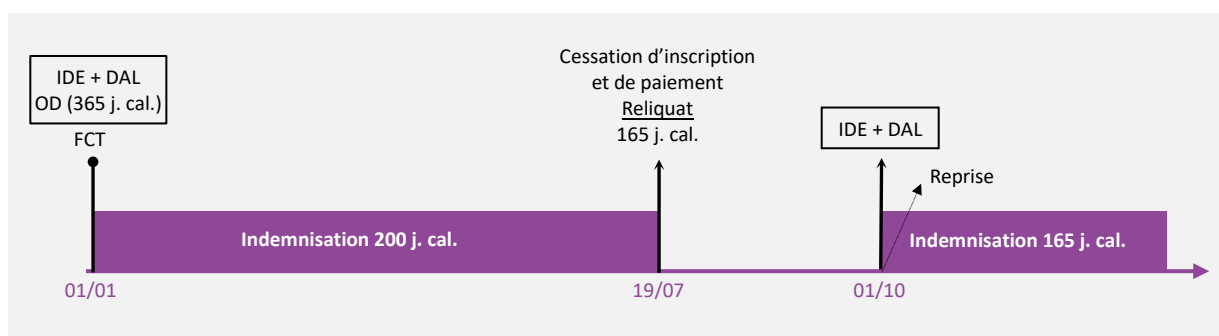 IDE + DAL
OD (365 j. cal.)
FCT
Cessation d’inscription
et de paiement
Reliquat
165 j. cal.
IDE + DAL
Reprise
Indemnisation 200 j. cal.
Indemnisation 165 j. cal.
01/01
19/07
01/10